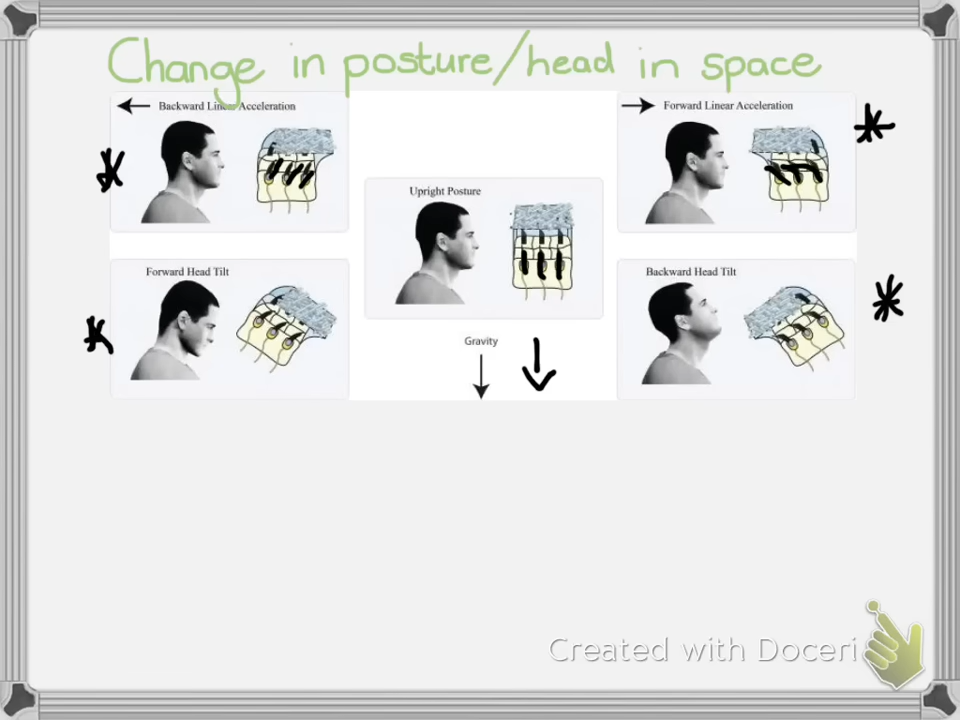 Change in posture/head in space
Backward Linear Acceleration
Forward Linear Acceleration
Upright Posture
Forward Head Tilt
Backward Head Tilt
Gravity
Created with Doceri